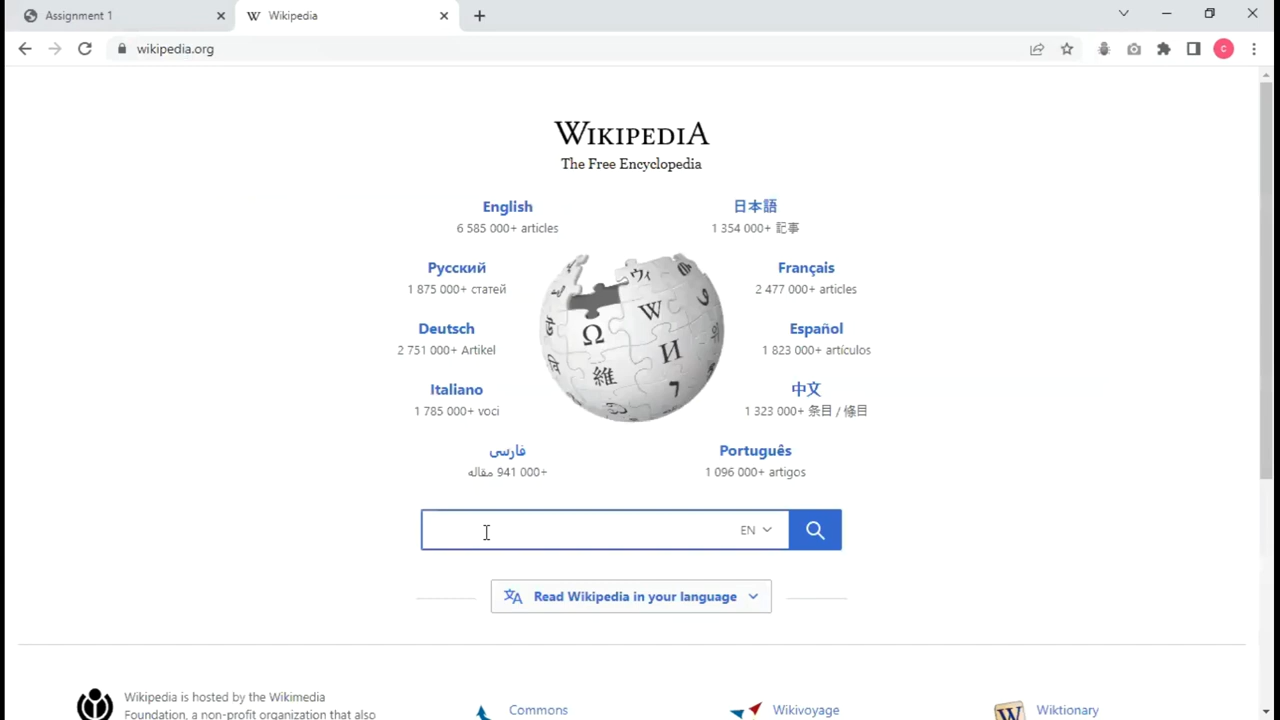 Assignment 1
Wikipedia
wikipedia.org
C
WIKIPEDIA
The Free Encyclopedia
English
6 585 000+ articles
日本語
1 354 000+ 記事
Русский
1 875 000+ статей
Français
2 477 000+ articles
Deutsch
2 751 000+ Artikel
Español
1 823 000+ artículos
Italiano
1 785 000+ voci
中文
1 323 000+ 条目 / 條目
فارسی
۹41 000+ مقاله
Português
1 096 000+ artigos
Ω
W
И
維
ウィ
EN
Read Wikipedia in your language
Wikipedia is hosted by the Wikimedia
Foundation, a non-profit organization that also
Commons
Wikivoyage
W
Wiktionary